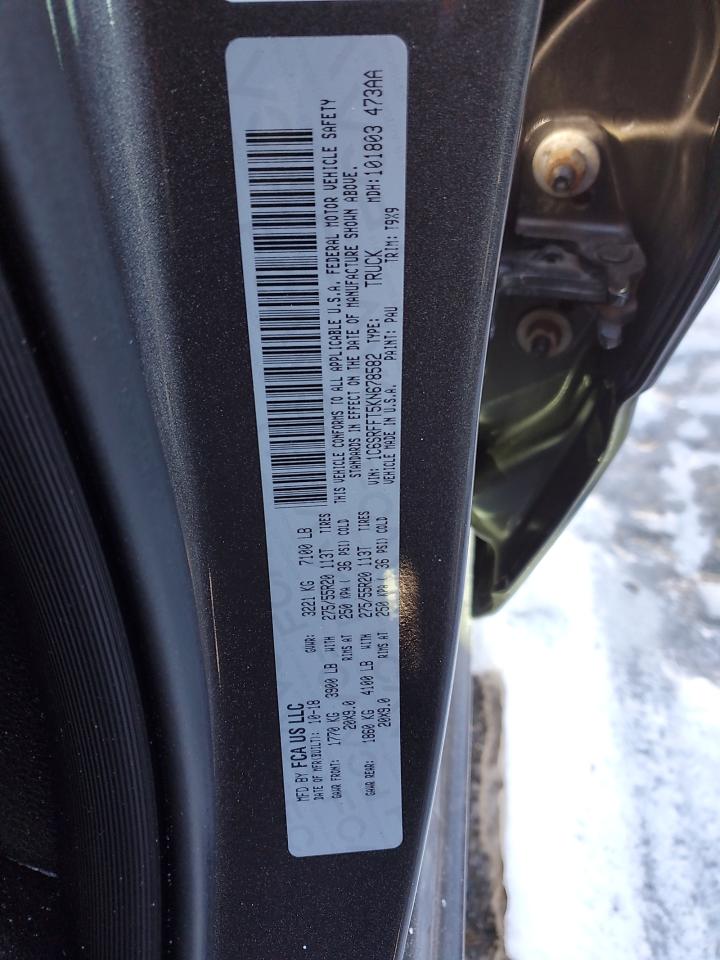 MFD BY FCA US LLC
DATE OF MFR(BUILT): 10-18 GVWR: 3221 KG 7100 LB
GAWR FRONT: 1770 KG 3900 LB WITH 275/55R20 113T TIRES
20X9.0 RIMS AT 250 KPA ( 36 PSI) COLD
GAWR REAR: 1860 KG 4100 LB WITH 275/55R20 113T TIRES
20X9.0 RIMS AT 250 KPA ( 36 PSI) COLD
THIS VEHICLE CONFORMS TO ALL APPLICABLE U.S.A. FEDERAL MOTOR VEHICLE SAFETY
STANDARDS IN EFFECT ON THE DATE OF MANUFACTURE SHOWN ABOVE.
VIN: 1C6SRFFT5KN678582 TYPE: TRUCK MDH:101803 473AA
VEHICLE MADE IN U.S.A. PAINT: PAU TRIM: T9X9